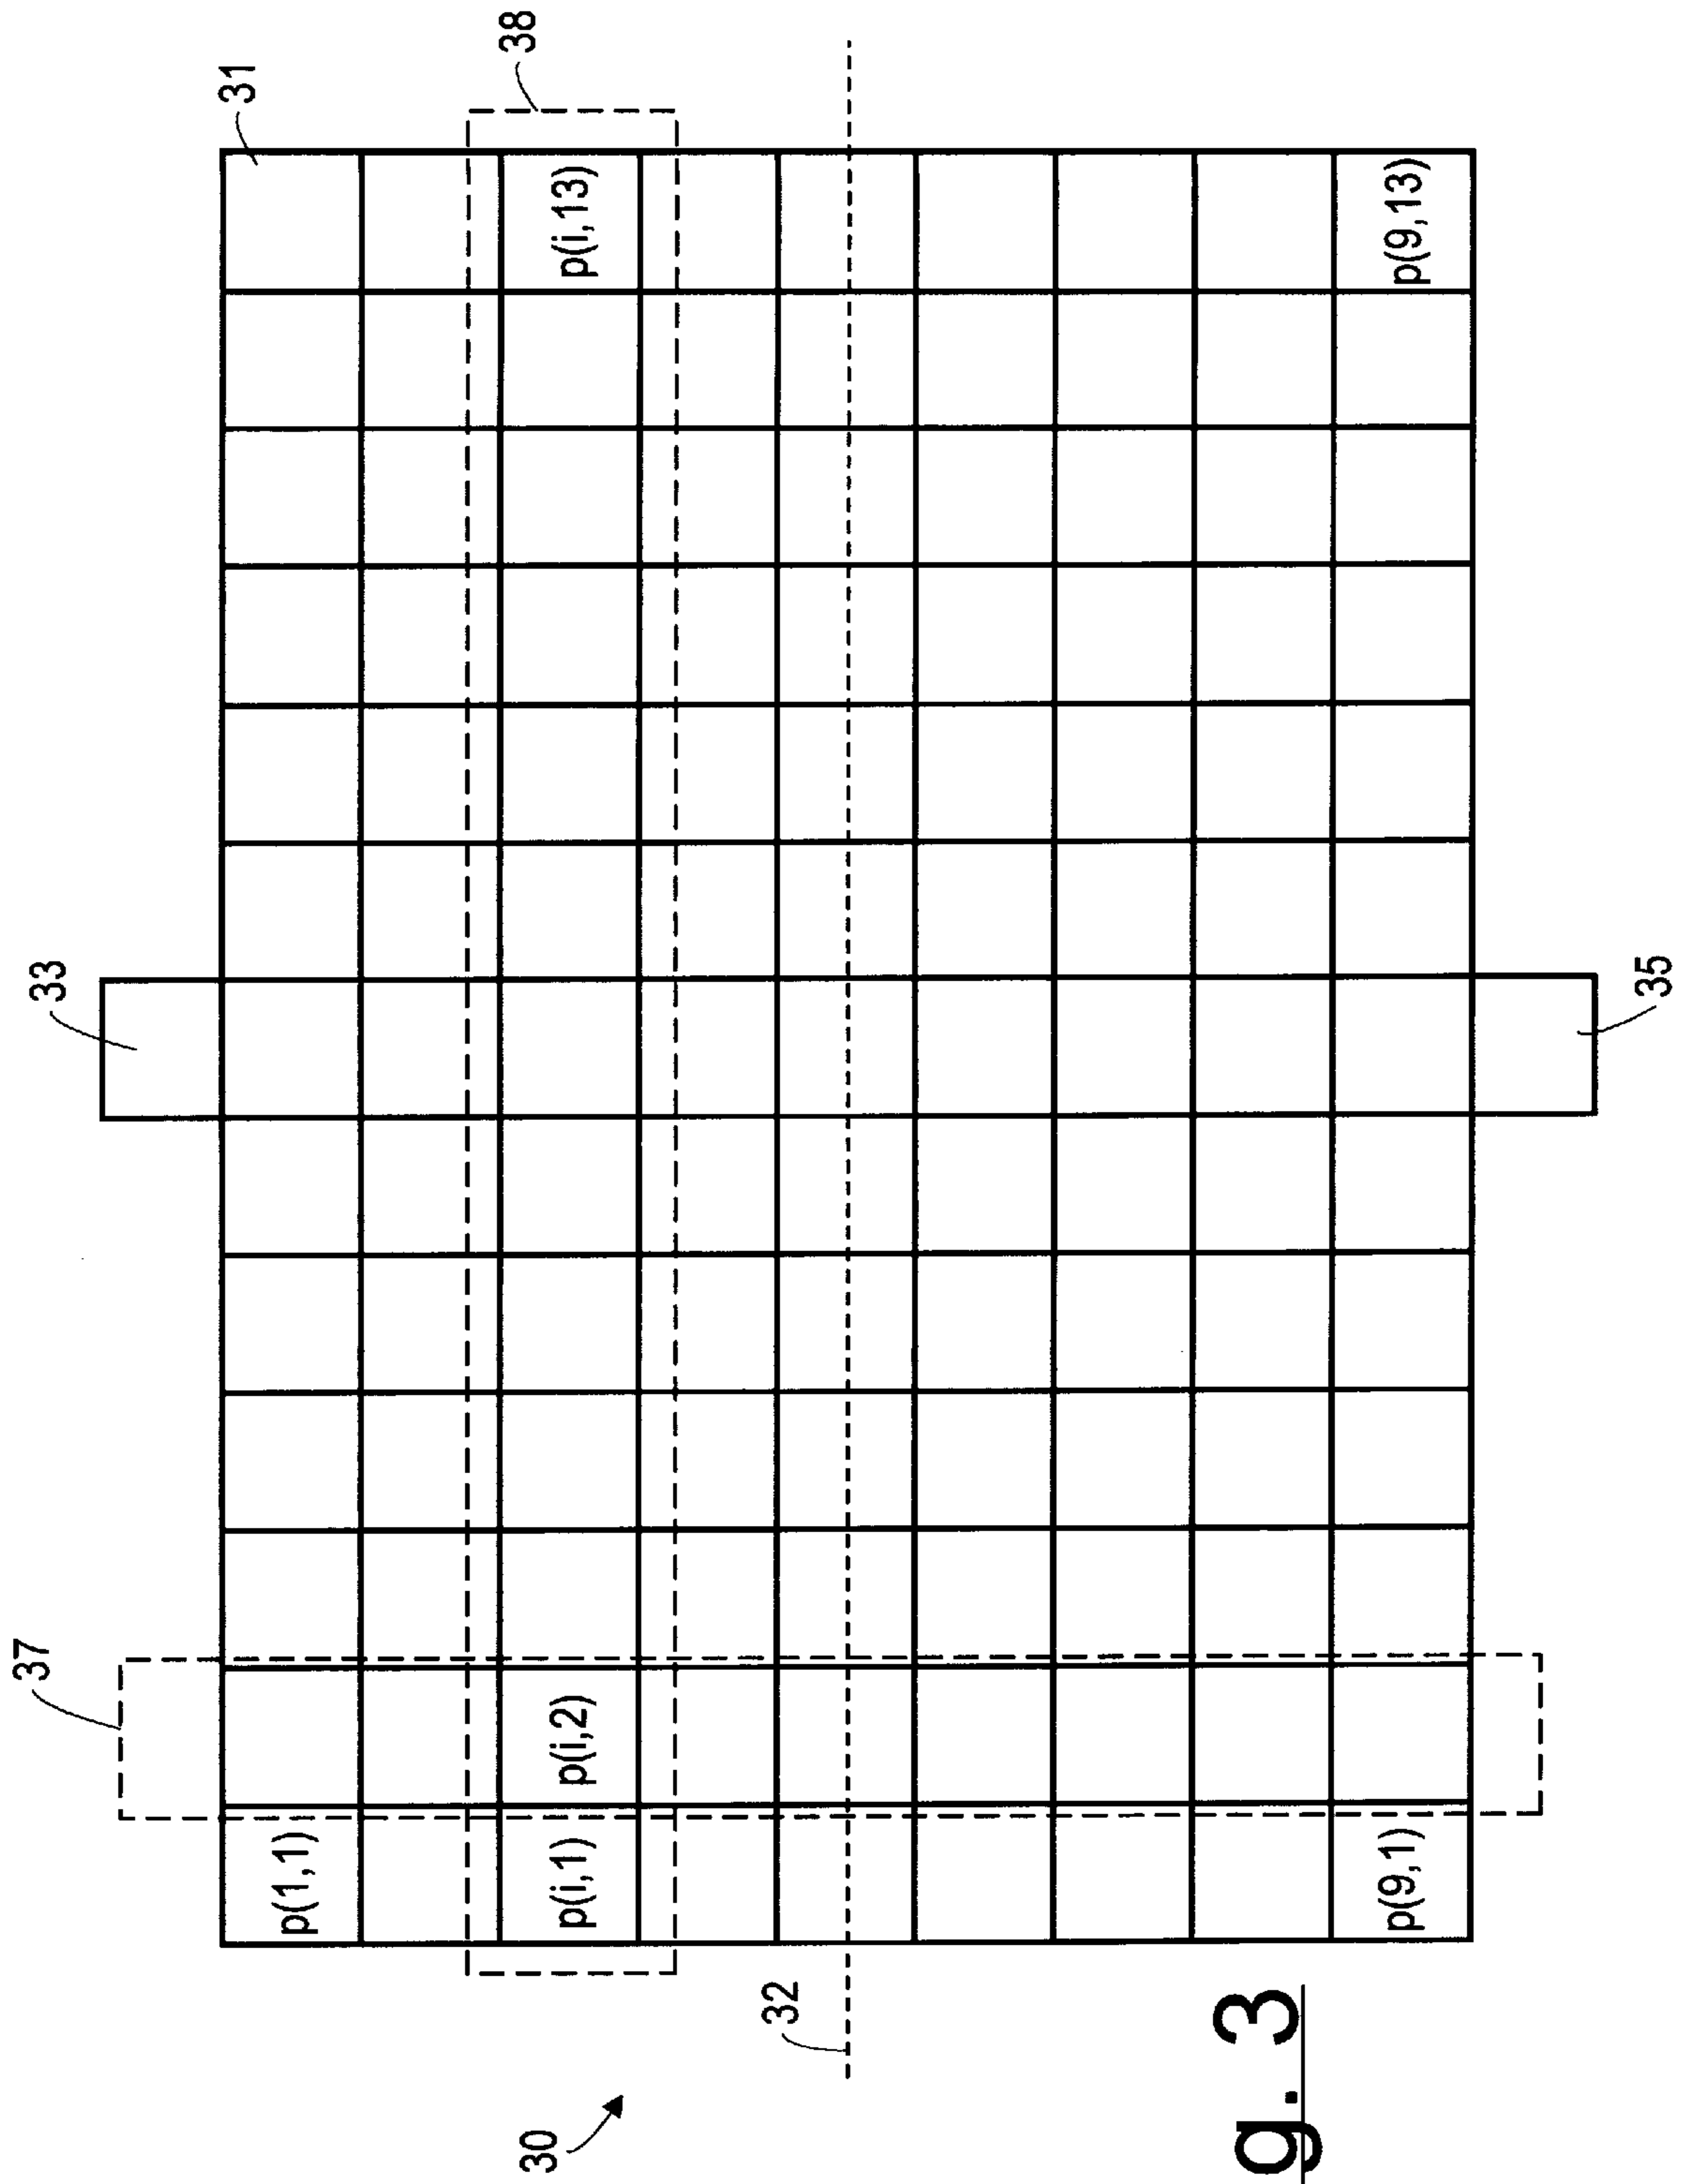 37
33
31
p(1,1)
38
30
p(i,1) p(i,2) p(i,13)
32
g. 3
p(9,1) p(9,13)
35